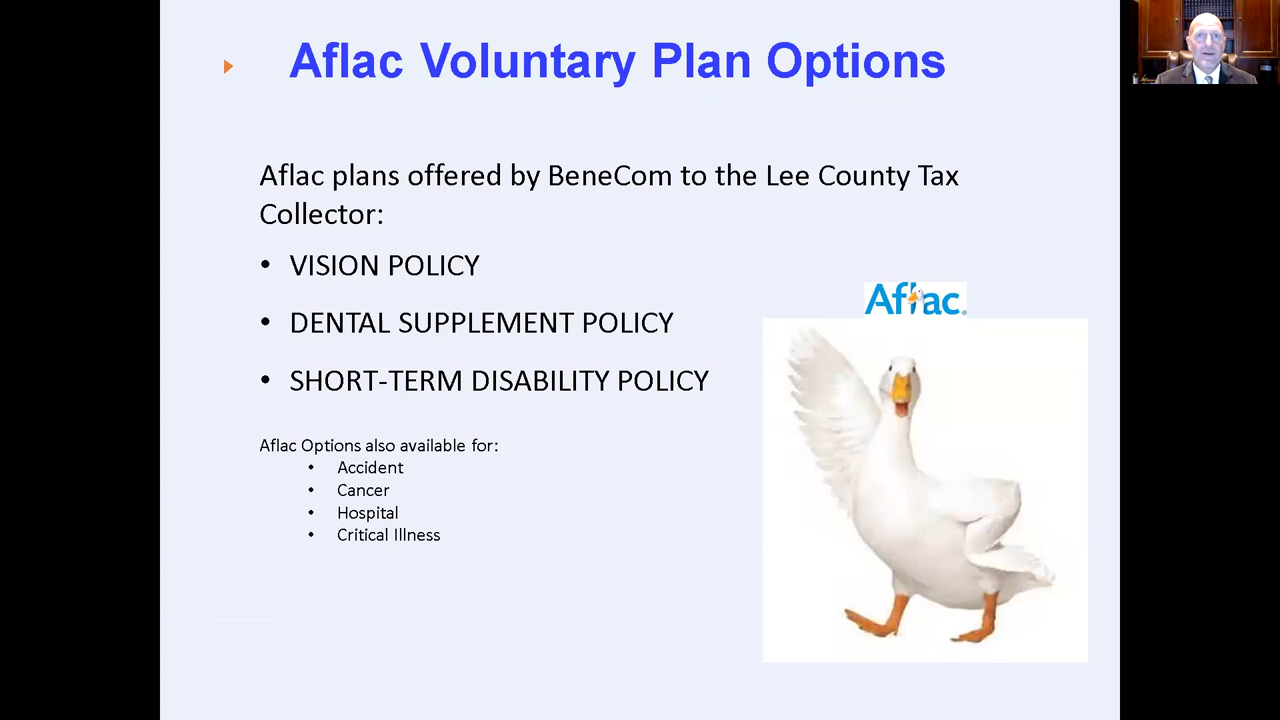 Aflac Voluntary Plan Options
Aflac plans offered by BeneCom to the Lee County Tax
Collector:
• VISION POLICY
• DENTAL SUPPLEMENT POLICY
• SHORT-TERM DISABILITY POLICY
Aflac Options also available for:
• Accident
• Cancer
• Hospital
• Critical Illness
Aflac®